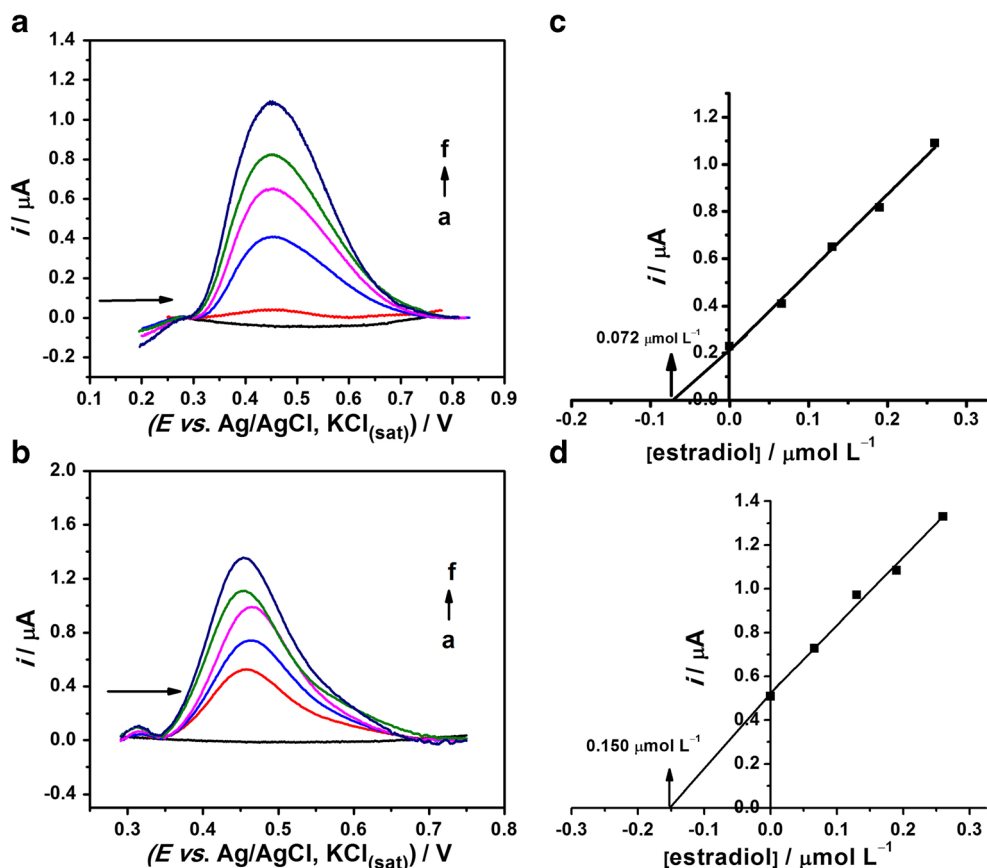 a
1.4
1.2
1.0
0.8
0.6
0.4
0.2
0.0
-0.2
i / μA
f
a
0.1 0.2 0.3 0.4 0.5 0.6 0.7 0.8 0.9
(E vs. Ag/AgCl, KCl(sat)) / V
c
1.2
1.0
0.8
0.6
0.4
0.2
0.0
i / μA
0.072 μmol L⁻¹
-0.2 -0.1 0.0 0.1 0.2 0.3
[estradiol] / μmol L⁻¹
b
2.0
1.6
1.2
0.8
0.4
0.0
-0.4
i / μA
f
a
0.3 0.4 0.5 0.6 0.7 0.8
(E vs. Ag/AgCl, KCl(sat)) / V
d
1.4
1.2
1.0
0.8
0.6
0.4
0.2
0.0
i / μA
0.150 μmol L⁻¹
-0.3 -0.2 -0.1 0.0 0.1 0.2 0.3
[estradiol] / μmol L⁻¹